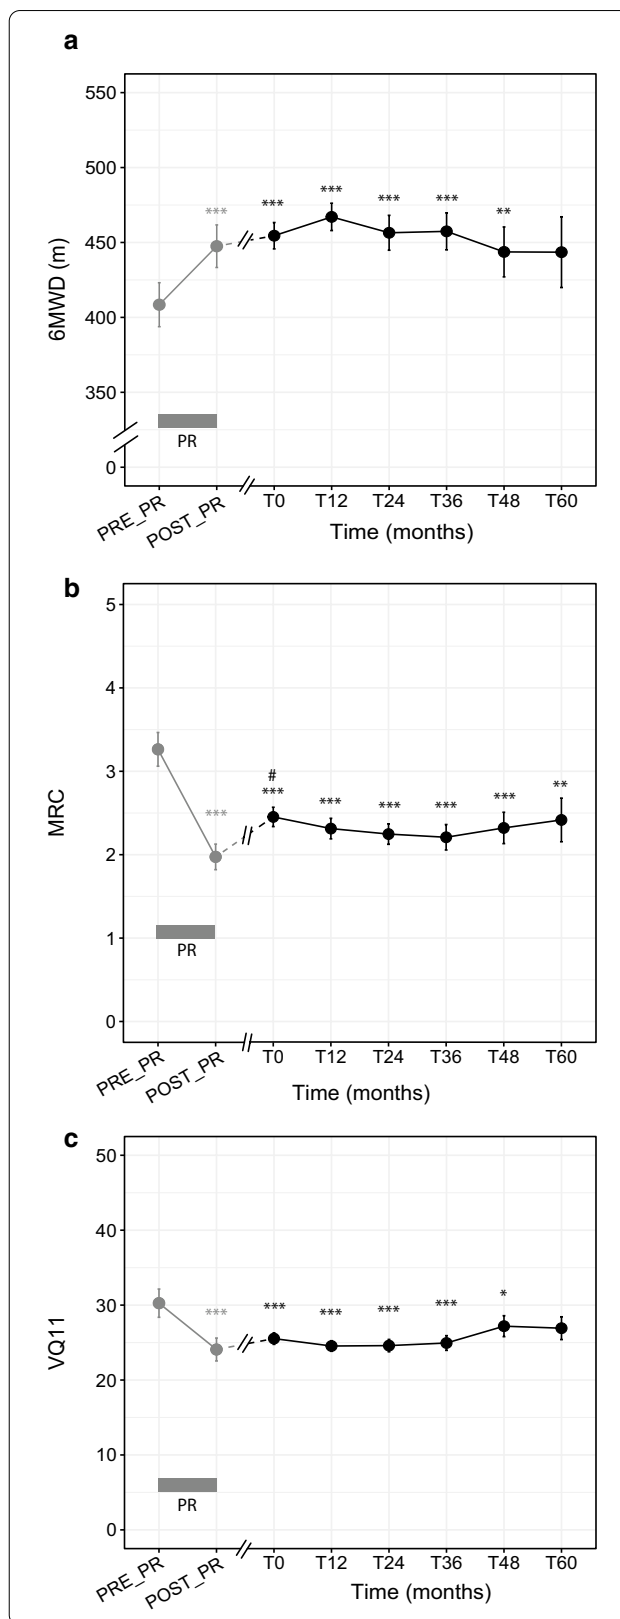 a
550
500
450
400
350
0
6MWD (m)
***
***
***
***
***
**
PR
PRE_PR
POST_PR
T0
T12
T24
T36
T48
T60
Time (months)
b
5
4
3
2
1
0
MRC
***
#
***
***
***
***
***
**
PR
PRE_PR
POST_PR
T0
T12
T24
T36
T48
T60
Time (months)
c
50
40
30
20
10
0
VQ11
***
***
***
***
***
*
PR
PRE_PR
POST_PR
T0
T12
T24
T36
T48
T60
Time (months)